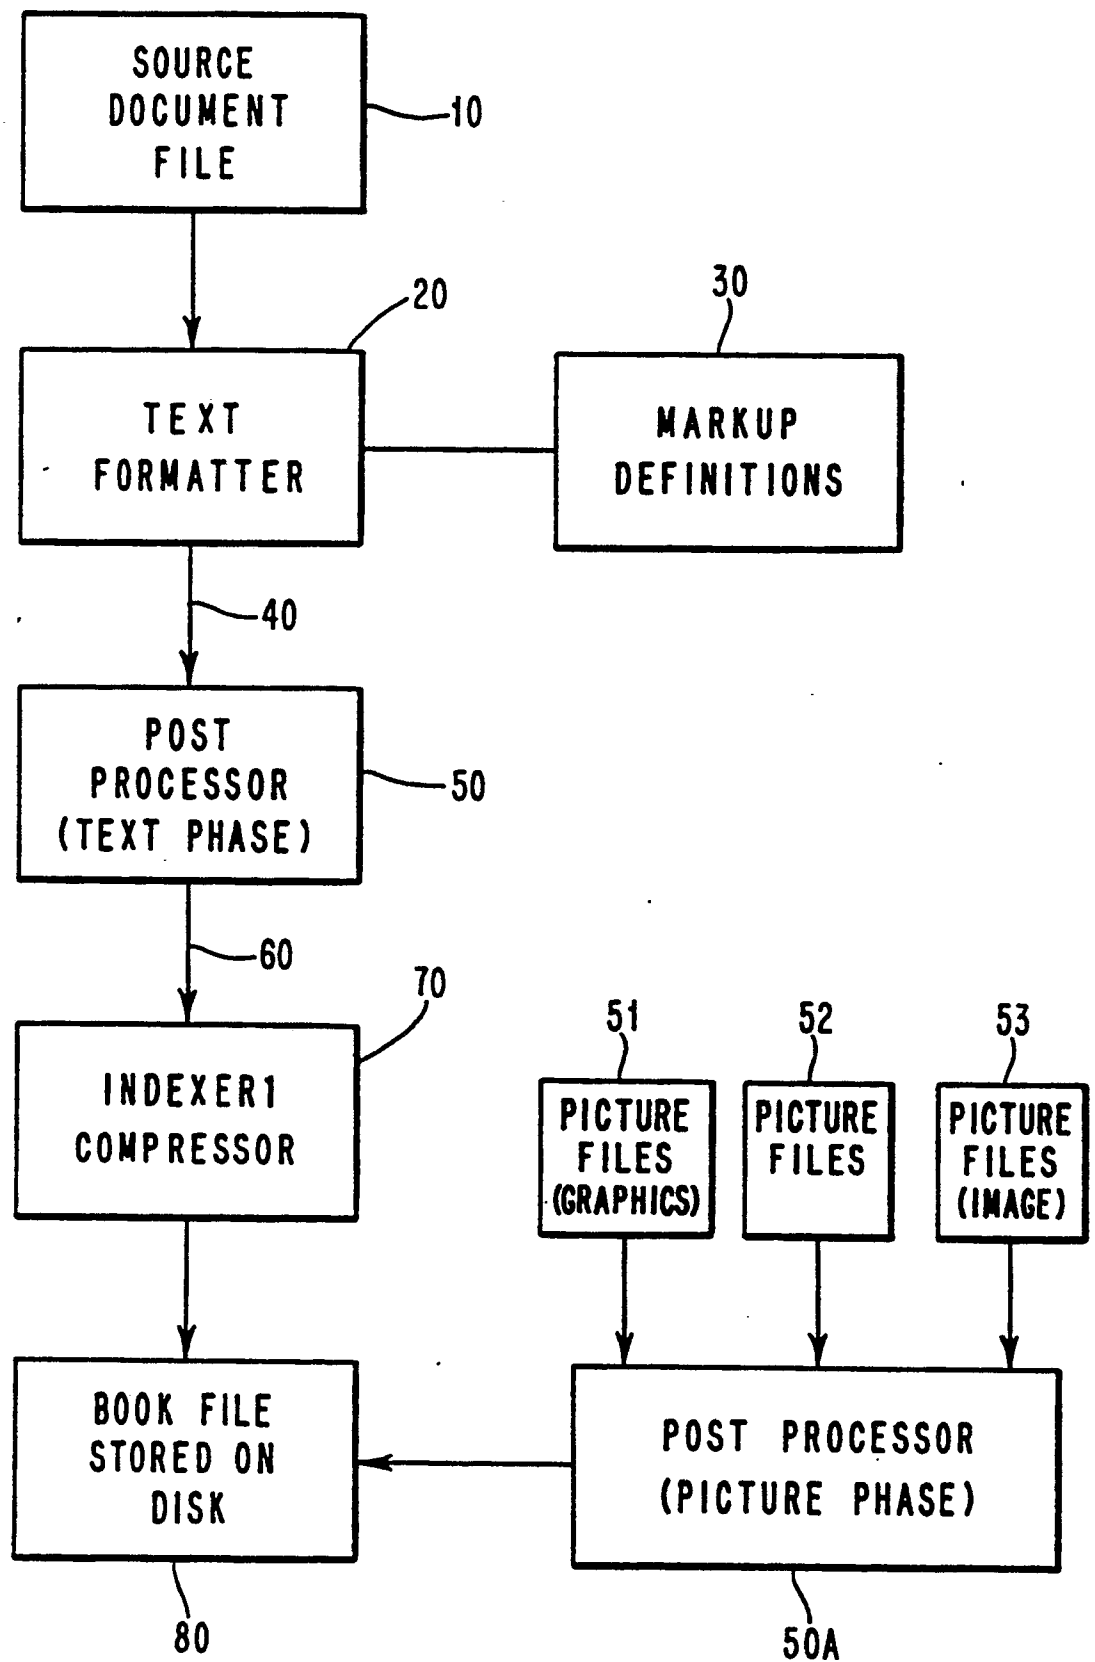 SOURCE
DOCUMENT
FILE
10
20
30
TEXT
FORMATTER
MARKUP
DEFINITIONS
40
POST
PROCESSOR
(TEXT PHASE)
50
60
70
INDEXER1
COMPRESSOR
51
52
53
PICTURE
FILES
(GRAPHICS)
PICTURE
FILES
PICTURE
FILES
(IMAGE)
BOOK FILE
STORED ON
DISK
POST PROCESSOR
(PICTURE PHASE)
80
50A